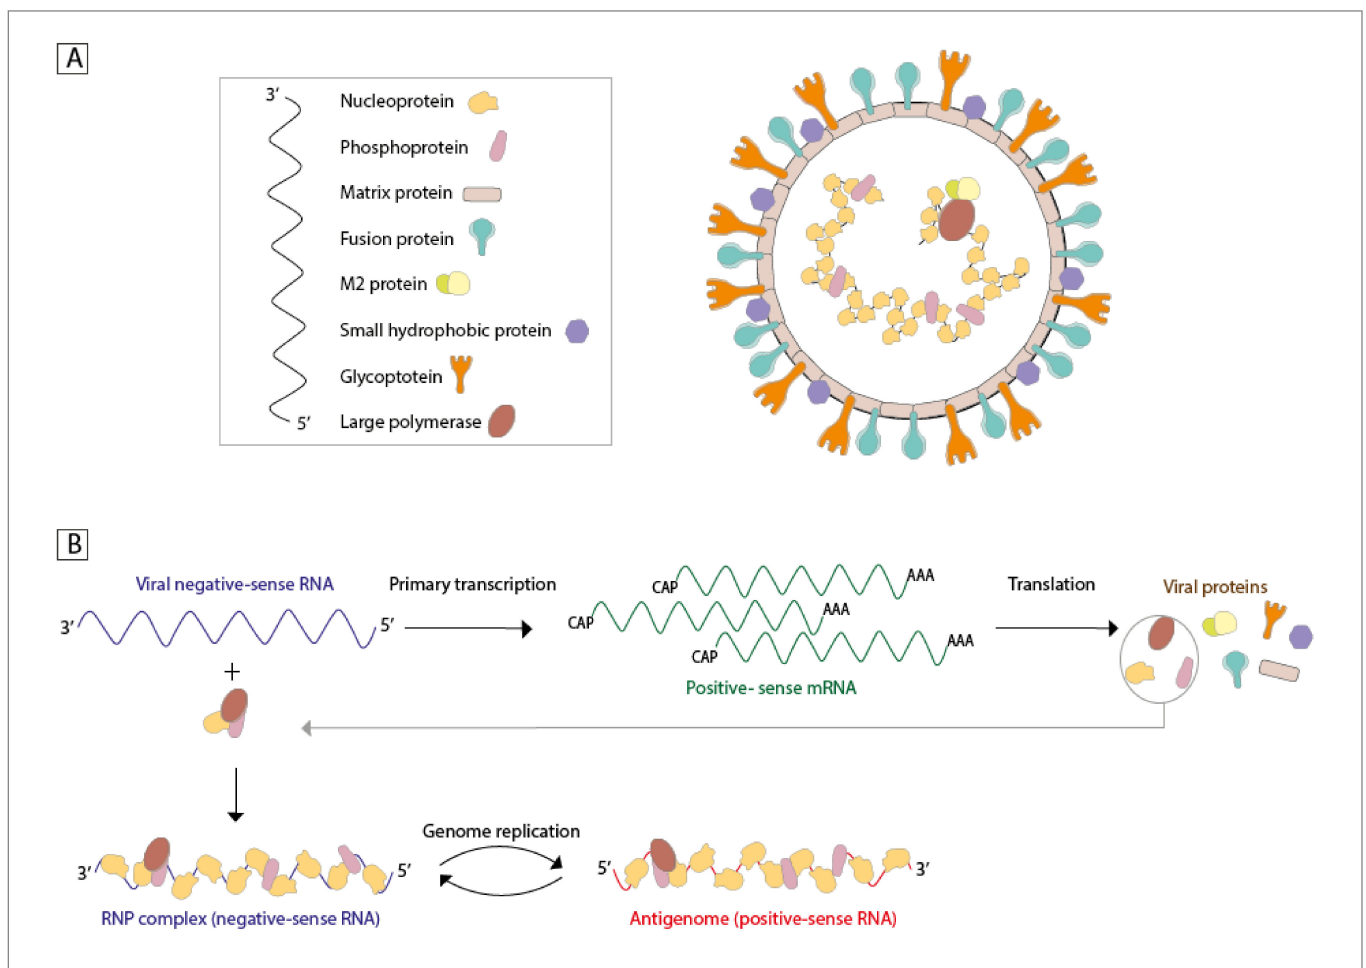 A
3′
Nucleoprotein
Phosphoprotein
Matrix protein
Fusion protein
M2 protein
Small hydrophobic protein
Glycoptotein
5′
Large polymerase
B
Viral negative-sense RNA
Primary transcription
CAP
AAA
Translation
Viral proteins
3′
5′
CAP
AAA
CAP
AAA
+
Positive- sense mRNA
Genome replication
3′
5′
5′
3′
RNP complex (negative-sense RNA)
Antigenome (positive-sense RNA)